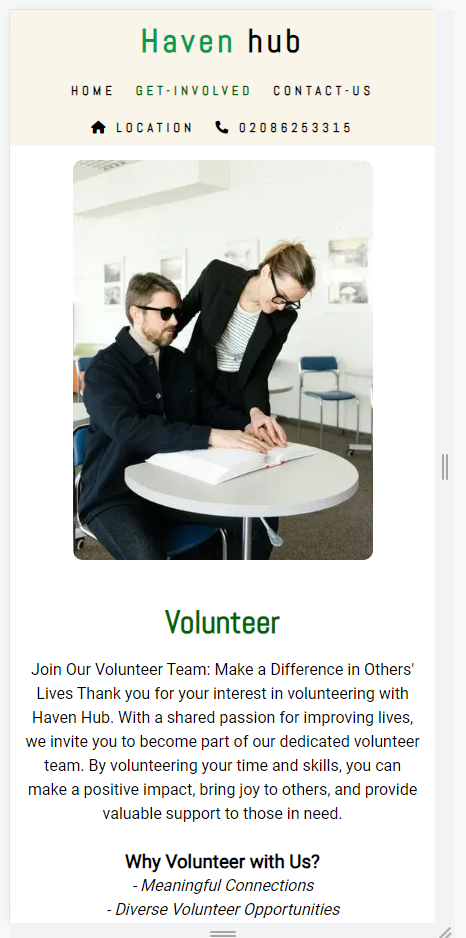 Haven hub
HOME GET-INVOLVED CONTACT-US
LOCATION 02086253315
Volunteer
Join Our Volunteer Team: Make a Difference in Others'
Lives Thank you for your interest in volunteering with
Haven Hub. With a shared passion for improving lives,
we invite you to become part of our dedicated volunteer
team. By volunteering your time and skills, you can
make a positive impact, bring joy to others, and provide
valuable support to those in need.
Why Volunteer with Us?
- Meaningful Connections
- Diverse Volunteer Opportunities